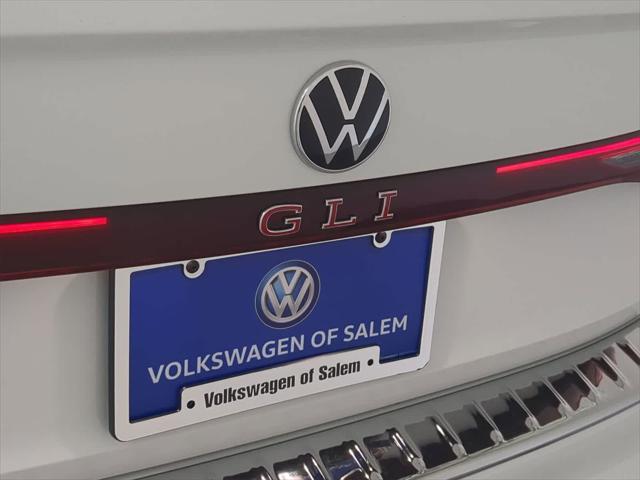 GLI
VOLKSWAGEN OF SALEM
Volkswagen of Salem